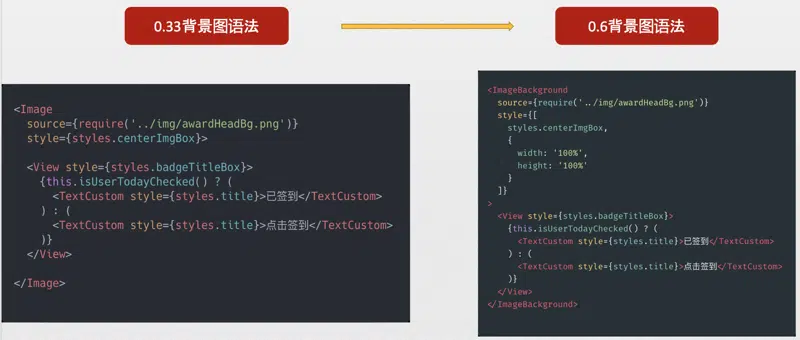 0.33背景图语法
<Image
source={require('../img/awardHeadBg.png')}
style={styles.centerImgBox}>
<View style={styles.badgeTitleBox}>
{this.isUserTodayChecked() ? (
<TextCustom style={styles.title}>已签到</TextCustom>
) : (
<TextCustom style={styles.title}>点击签到</TextCustom>
)}
</View>
</Image>
0.6背景图语法
<ImageBackground
source={require('../img/awardHeadBg.png')}
style={[
styles.centerImgBox,
{
width: '100%',
height: '100%'
}
]}
>
<View style={styles.badgeTitleBox}>
{this.isUserTodayChecked() ? (
<TextCustom style={styles.title}>已签到</TextCustom>
) : (
<TextCustom style={styles.title}>点击签到</TextCustom>
)}
</View>
</ImageBackground>